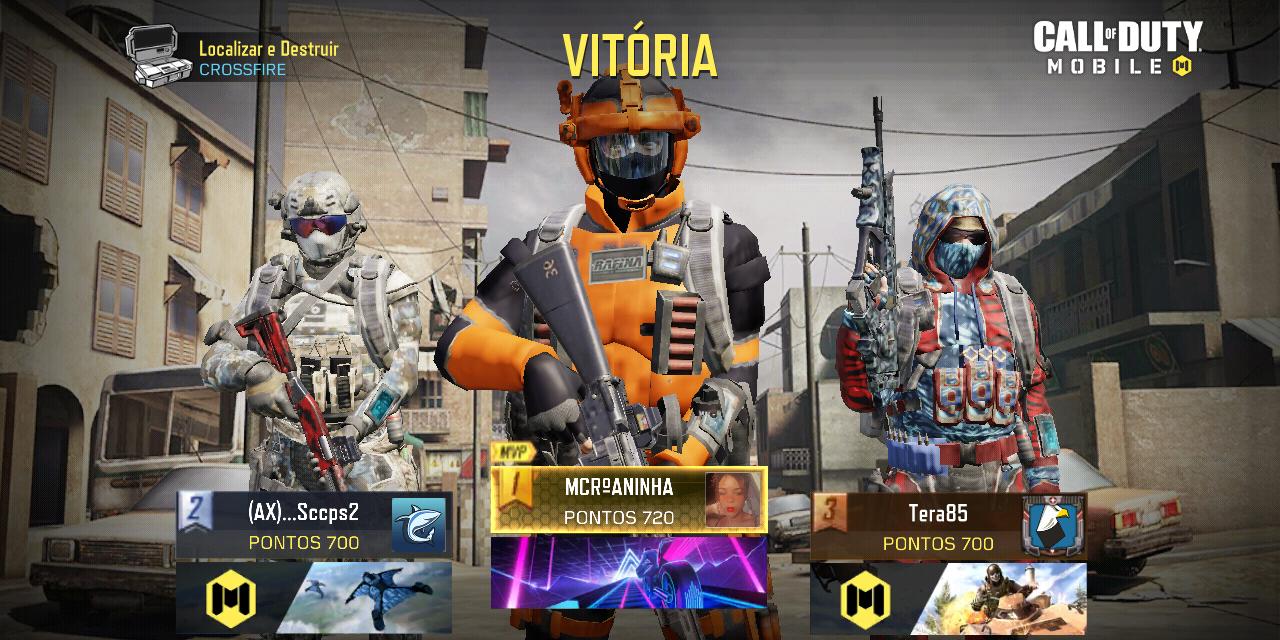 Localizar e Destruir
CROSSFIRE
VITÓRIA
CALL OF DUTY
MOBILE
RAFINA
MVP
2
(AX)...Sccps2
PONTOS 700
1
MCRºANINHA
PONTOS 720
3
Tera85
PONTOS 700